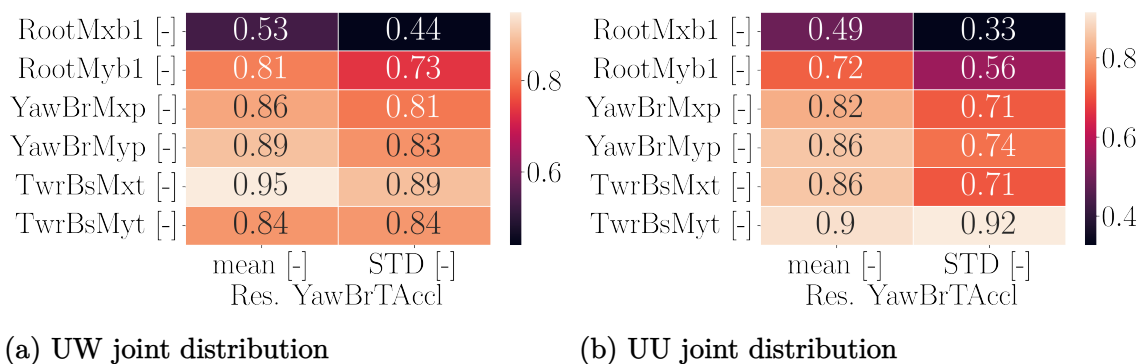 RootMxb1 [-] 0.53 0.44
RootMyb1 [-] 0.81 0.73
YawBrMxp [-] 0.86 0.81
YawBrMyp [-] 0.89 0.83
TwrBsMxt [-] 0.95 0.89
TwrBsMyt [-] 0.84 0.84
mean [-] STD [-]
Res. YawBrTAccl
0.8
0.6
(a) UW joint distribution
RootMxb1 [-] 0.49 0.33
RootMyb1 [-] 0.72 0.56
YawBrMxp [-] 0.82 0.71
YawBrMyp [-] 0.86 0.74
TwrBsMxt [-] 0.86 0.71
TwrBsMyt [-] 0.9 0.92
mean [-] STD [-]
Res. YawBrTAccl
0.8
0.6
0.4
(b) UU joint distribution